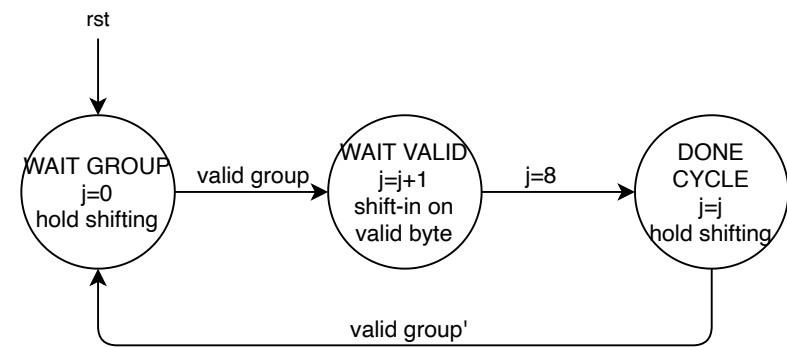 rst
WAIT GROUP
j=0
hold shifting
valid group
WAIT VALID
j=j+1
shift-in on
valid byte
j=8
DONE
CYCLE
j=j
hold shifting
valid group'